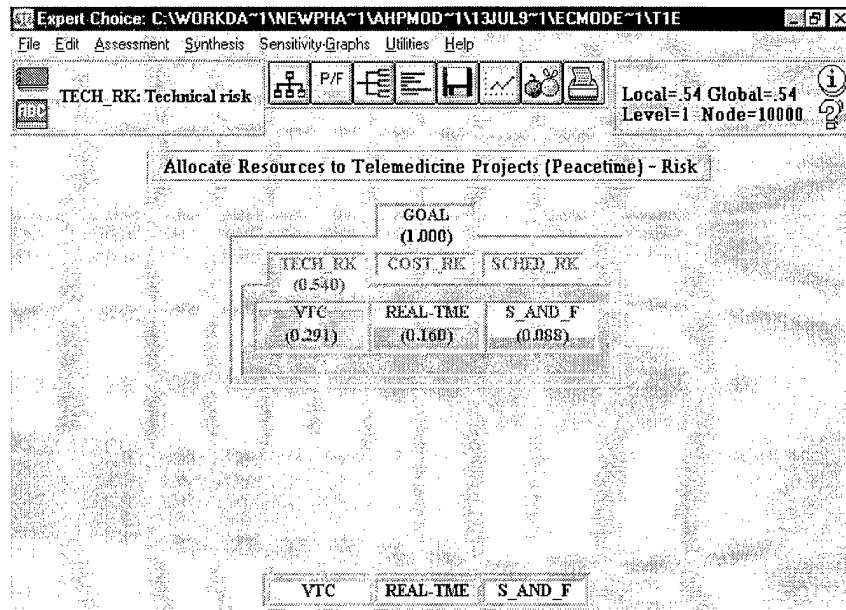 Expert Choice: C:\WORKDA~1\NEWPHA~1\AHPMOD~1\13JUL9~1\ECMODE~1\T1E
File Edit Assessment Synthesis Sensitivity-Graphs Utilities Help
ABC
TECH_RK: Technical risk
P/F
Local=.54 Global=.54
Level=1 Node=10000
Allocate Resources to Telemedicine Projects (Peacetime) - Risk
GOAL
(1.000)
TECH_RK COST_RK SCHED_RK
(0.540)
VTC REAL-TME S_AND_F
(0.291) (0.160) (0.088)
VTC REAL-TME S_AND_F